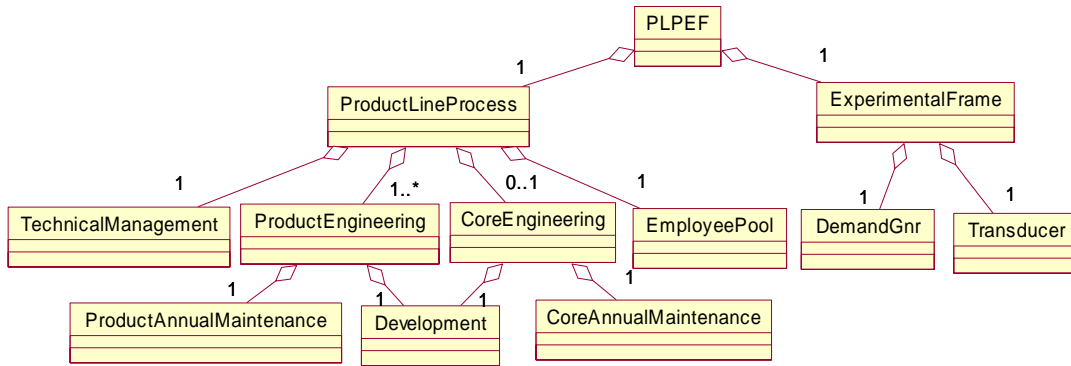 PLPEF
1
1
ProductLineProcess
ExperimentalFrame
1
1..*
0..1
1
1
1
TechnicalManagement
ProductEngineering
CoreEngineering
EmployeePool
DemandGnr
Transducer
1
1
1
1
ProductAnnualMaintenance
Development
CoreAnnualMaintenance